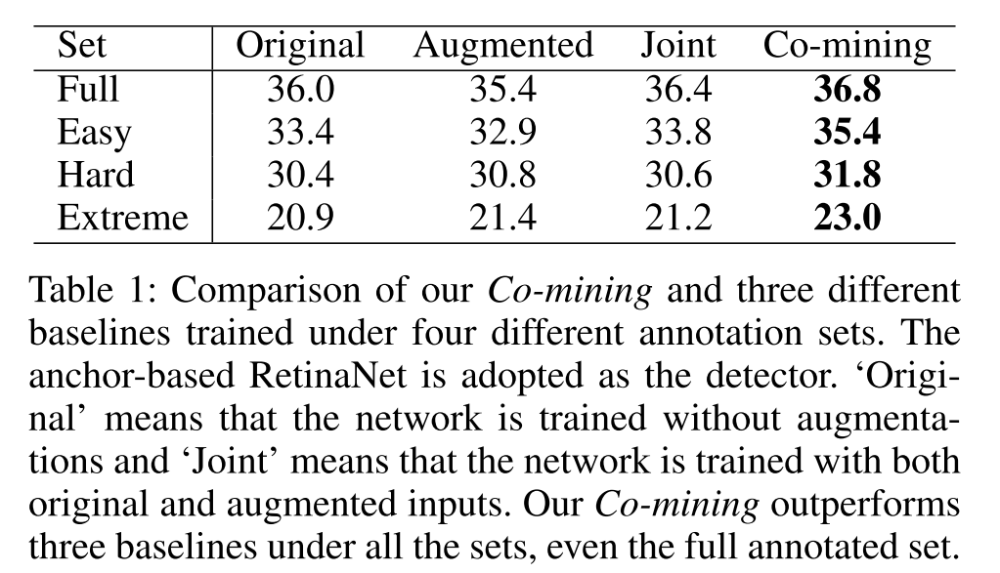 Set Original Augmented Joint Co-mining
Full 36.0 35.4 36.4 36.8
Easy 33.4 32.9 33.8 35.4
Hard 30.4 30.8 30.6 31.8
Extreme 20.9 21.4 21.2 23.0
Table 1: Comparison of our Co-mining and three different
baselines trained under four different annotation sets. The
anchor-based RetinaNet is adopted as the detector. ‘Origi-
nal’ means that the network is trained without augmenta-
tions and ‘Joint’ means that the network is trained with both
original and augmented inputs. Our Co-mining outperforms
three baselines under all the sets, even the full annotated set.